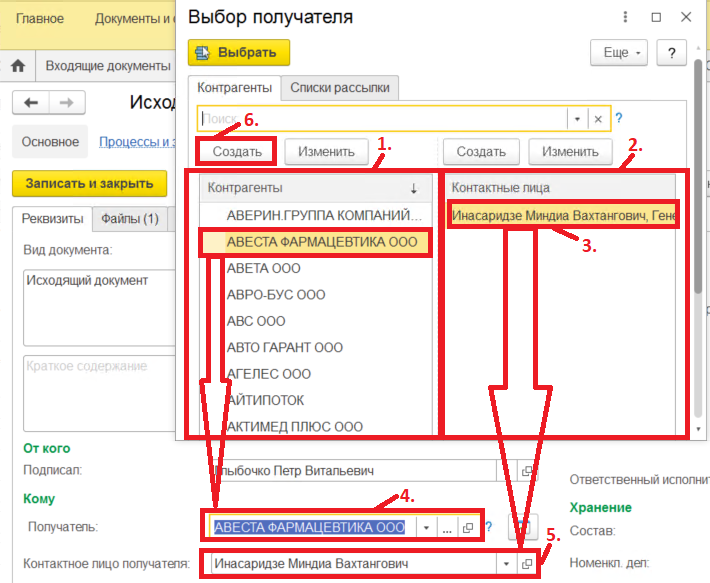 Главное
Документы и с
Входящие документы
Исход
Основное
Процессы и з
Записать и закрыть
Реквизиты
Файлы (1)
Вид документа:
Исходящий документ
Краткое содержание
От кого
Подписал:
Глыбочко Петр Витальевич
Кому
Получатель:
АВЕСТА ФАРМАЦЕВТИКА ООО
...
?
4.
Контактное лицо получателя:
Инасаридзе Миндиа Вахтангович
5.
Ответственный исполнит
Хранение
Состав:
Номенкл. дел:
Выбор получателя
Выбрать
Еще
?
Контрагенты
Списки рассылки
Поиск
?
6.
Создать
Изменить
1.
Создать
Изменить
2.
Контрагенты
АВЕРИН.ГРУППА КОМПАНИЙ...
АВЕСТА ФАРМАЦЕВТИКА ООО
АВЕТА ООО
АВРО-БУС ООО
АВС ООО
АВТО ГАРАНТ ООО
АГЕЛЕС ООО
АЙТИПОТОК
АКТИМЕД ПЛЮС ООО
Контактные лица
Инасаридзе Миндиа Вахтангович, Гене
3.